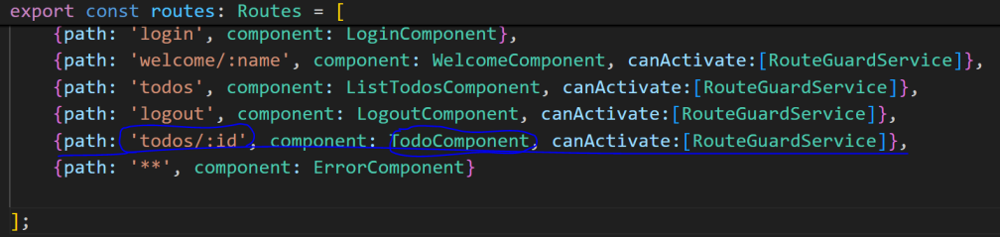 export const routes: Routes = [
{path: 'login', component: LoginComponent},
{path: 'welcome/:name', component: WelcomeComponent, canActivate:[RouteGuardService]},
{path: 'todos', component: ListTodosComponent, canActivate:[RouteGuardService]},
{path: 'logout', component: LogoutComponent, canActivate:[RouteGuardService]},
{path: 'todos/:id', component: TodoComponent, canActivate:[RouteGuardService]},
{path: '**', component: ErrorComponent}
];